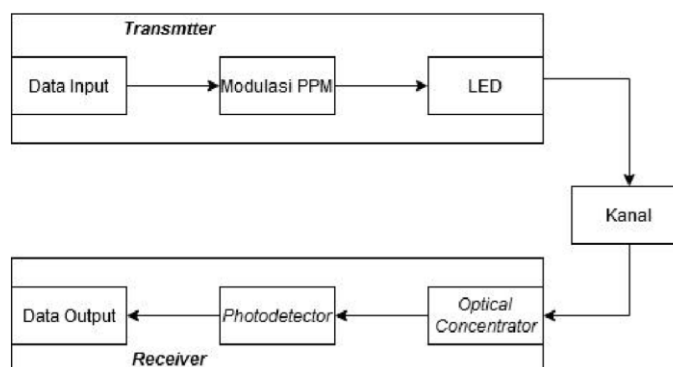 Transmtter
Data Input
Modulasi PPM
LED
Kanal
Optical
Concentrator
Photodetector
Data Output
Receiver